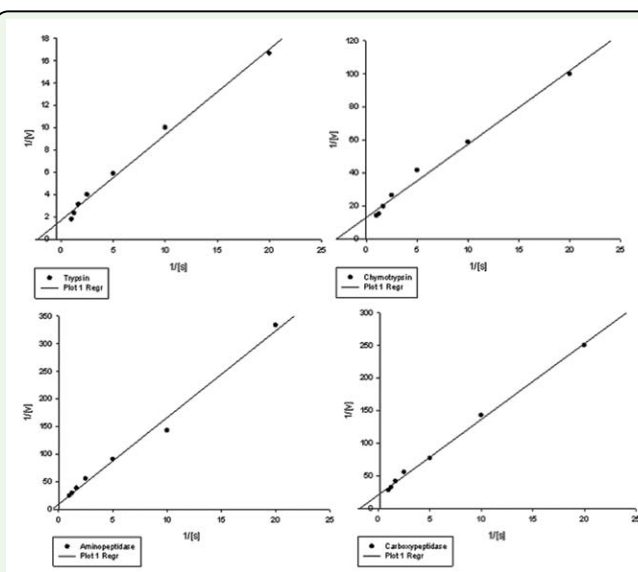 18
16
14
12
10
8
6
4
2
1/[v]
0 5 10 15 20 25
1/[s]
Trypsin
Plot 1 Regr
120
100
80
60
40
20
0
1/[v]
0 5 10 15 20 25
1/[s]
Chymotrypsin
Plot 1 Regr
350
300
250
200
150
100
50
0
1/[v]
0 5 10 15 20 25
1/[s]
Aminopeptidase
Plot 1 Regr
300
250
200
150
100
50
0
1/[v]
0 5 10 15 20 25
1/[s]
Carboxypeptidase
Plot 1 Regr